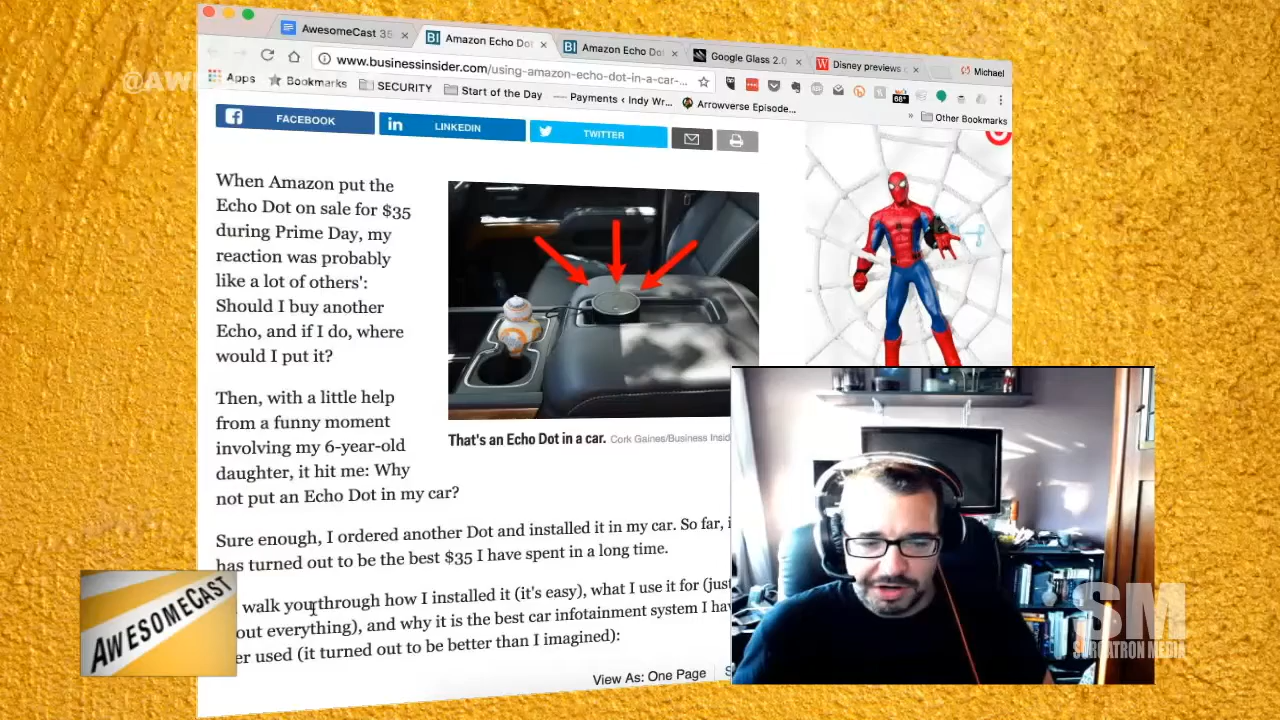 AwesomeCast 35
Amazon Echo Dot
Amazon Echo Dot
Google Glass 2.0
Disney previews
Michael
www.businessinsider.com/using-amazon-echo-dot-in-a-car-...
@AW
Apps
Bookmarks
SECURITY
Start of the Day
Payments < Indy Wr...
Arrowverse Episode...
» Other Bookmarks
FACEBOOK
LINKEDIN
TWITTER
When Amazon put the
Echo Dot on sale for $35
during Prime Day, my
reaction was probably
like a lot of others':
Should I buy another
Echo, and if I do, where
would I put it?
Then, with a little help
from a funny moment
involving my 6-year-old
daughter, it hit me: Why
not put an Echo Dot in my car?
That's an Echo Dot in a car. Cork Gaines/Business Insid
Sure enough, I ordered another Dot and installed it in my car. So far, i
has turned out to be the best $35 I have spent in a long time.
walk you through how I installed it (it's easy), what I use it for (just
out everything), and why it is the best car infotainment system I hav
er used (it turned out to be better than I imagined):
View As: One Page
AWESOMECAST
SM
SORGATRON MEDIA